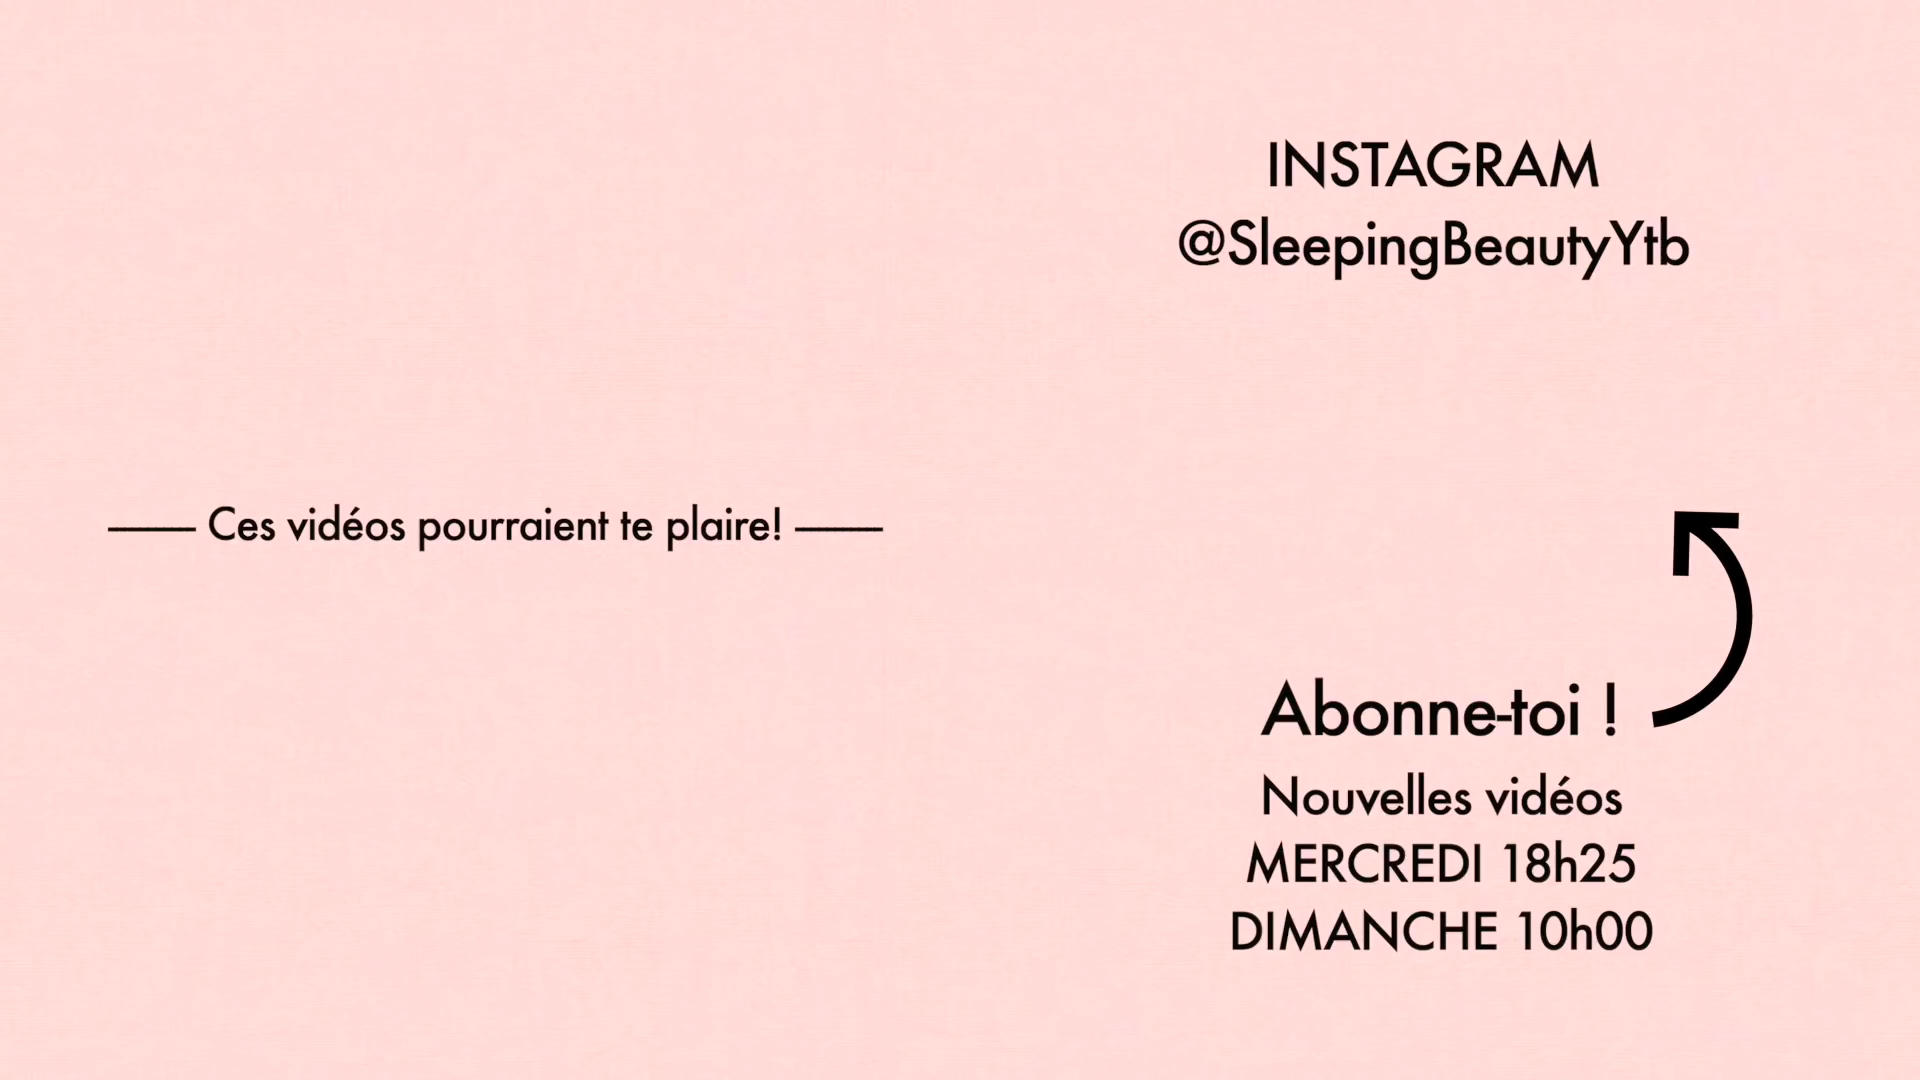 INSTAGRAM
@SleepingBeautyYtb
Ces vidéos pourraient te plaire!
Abonne-toi !
Nouvelles vidéos
MERCREDI 18h25
DIMANCHE 10h00